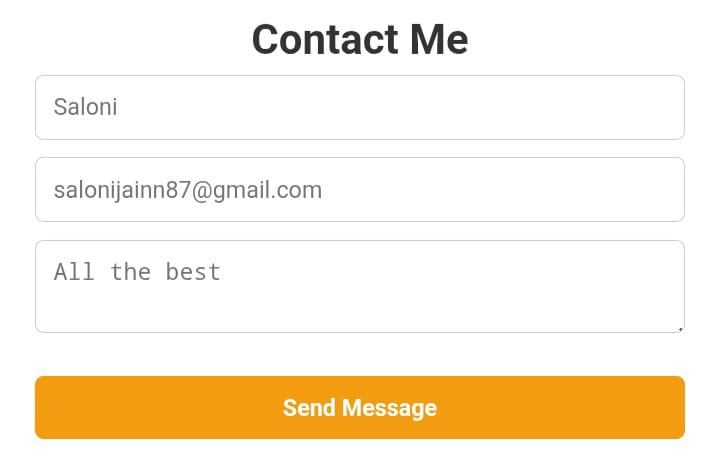 Contact Me
Saloni
salonijainn87@gmail.com
All the best
Send Message